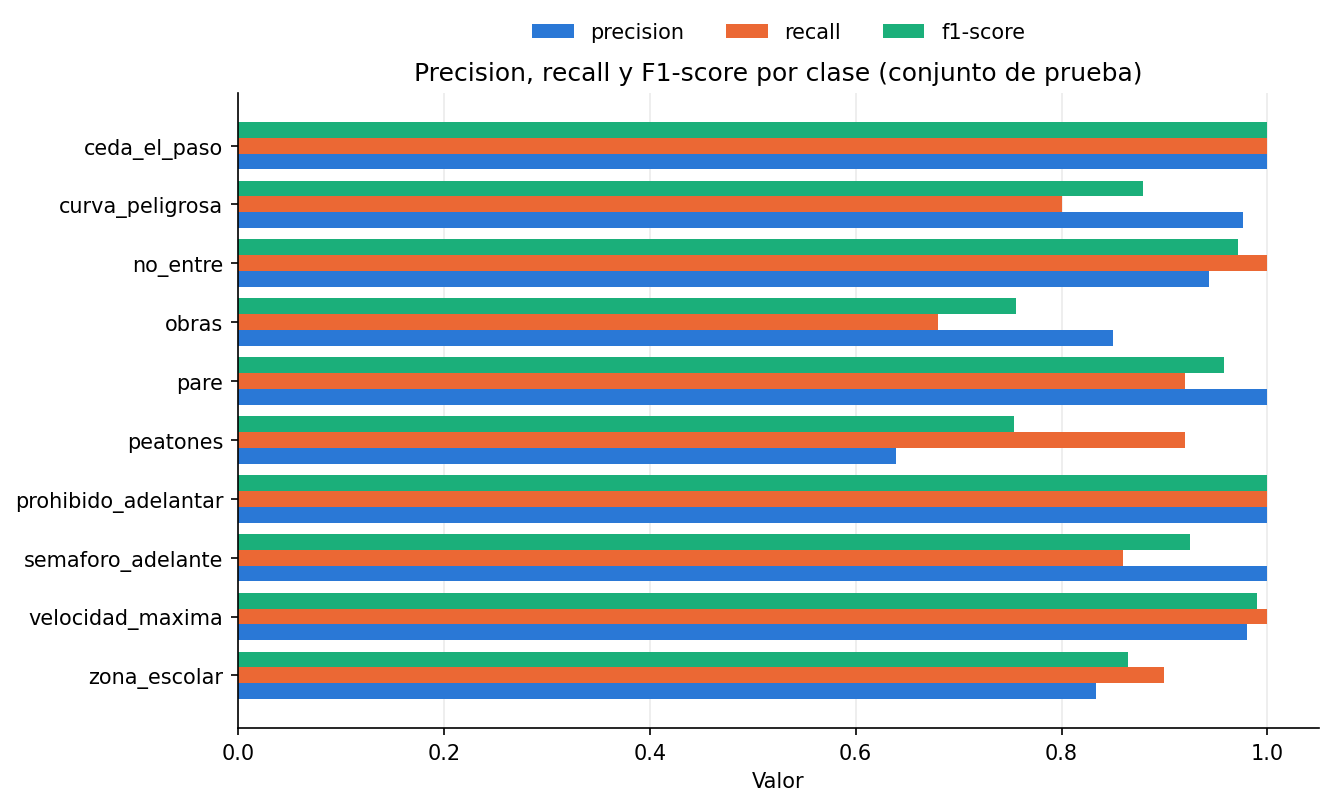 precision recall f1-score
Precision, recall y F1-score por clase (conjunto de prueba)
ceda_el_paso
curva_peligrosa
no_entre
obras
pare
peatones
prohibido_adelantar
semaforo_adelante
velocidad_maxima
zona_escolar
0.0 0.2 0.4 0.6 0.8 1.0
Valor